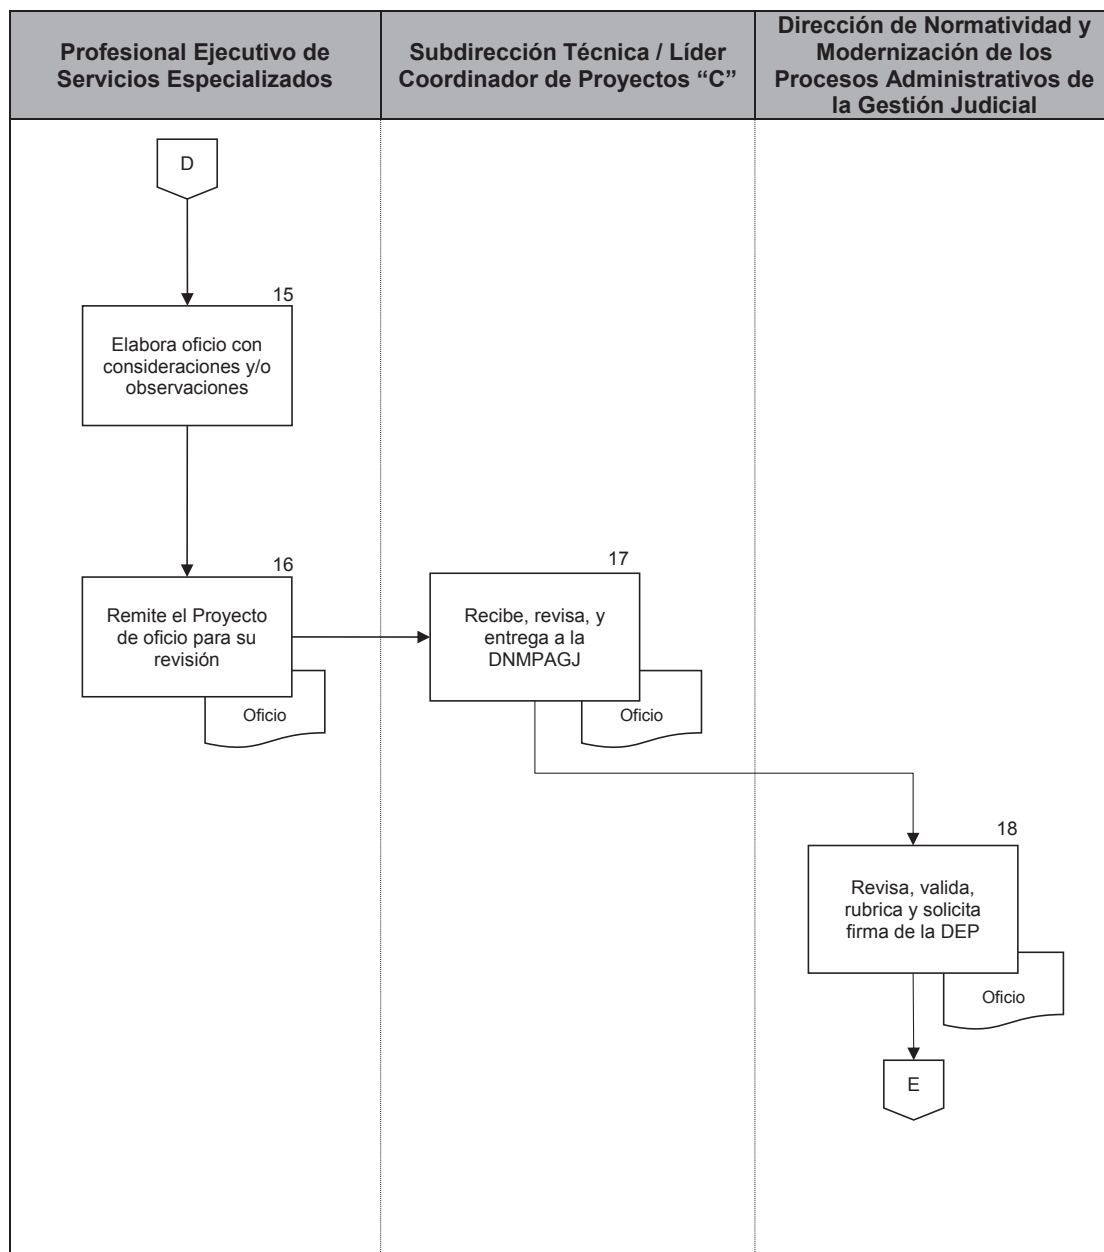 Profesional Ejecutivo de
Servicios Especializados
Subdirección Técnica / Líder
Coordinador de Proyectos “C”
Dirección de Normatividad y
Modernización de los
Procesos Administrativos de
la Gestión Judicial
D
15
Elabora oficio con
consideraciones y/o
observaciones
16
Remite el Proyecto
de oficio para su
revisión
Oficio
17
Recibe, revisa, y
entrega a la
DNMPAGJ
Oficio
18
Revisa, valida,
rubrica y solicita
firma de la DEP
Oficio
E